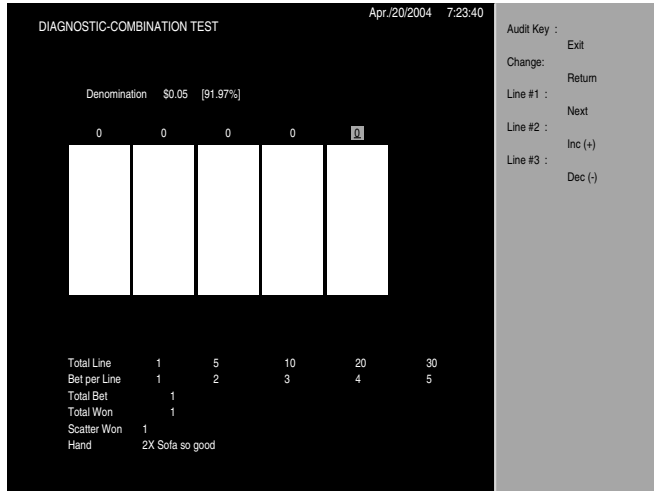 Apr./20/2004 7:23:40
DIAGNOSTIC-COMBINATION TEST
Denomination $0.05 [91.97%]
0 0 0 0 0
Total Line 1 5 10 20 30
Bet per Line 1 2 3 4 5
Total Bet 1
Total Won 1
Scatter Won 1
Hand 2X Sofa so good
Audit Key :
Exit
Change:
Return
Line #1 :
Next
Line #2 :
Inc (+)
Line #3 :
Dec (-)